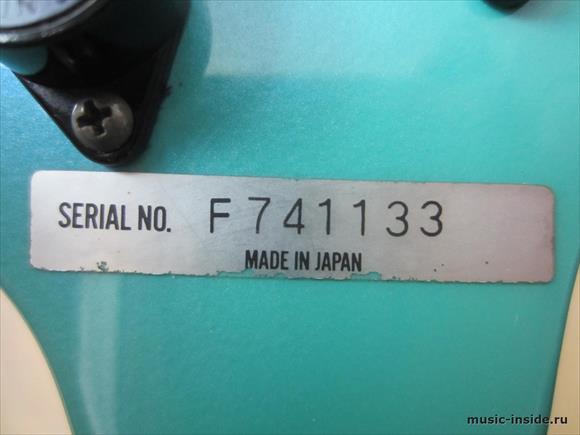 SERIAL NO. F741133
MADE IN JAPAN
music-inside.ru